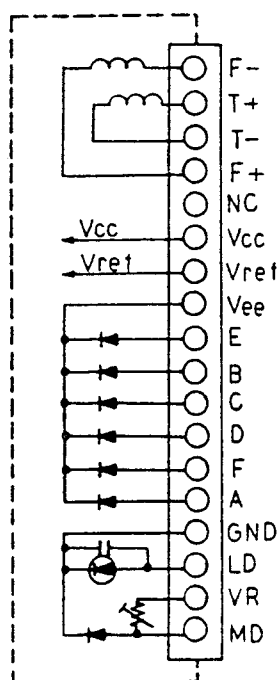 F-
T+
T-
F+
NC
Vcc Vcc
Vref Vref
Vee
E
B
C
D
F
A
GND
LD
VR
MD